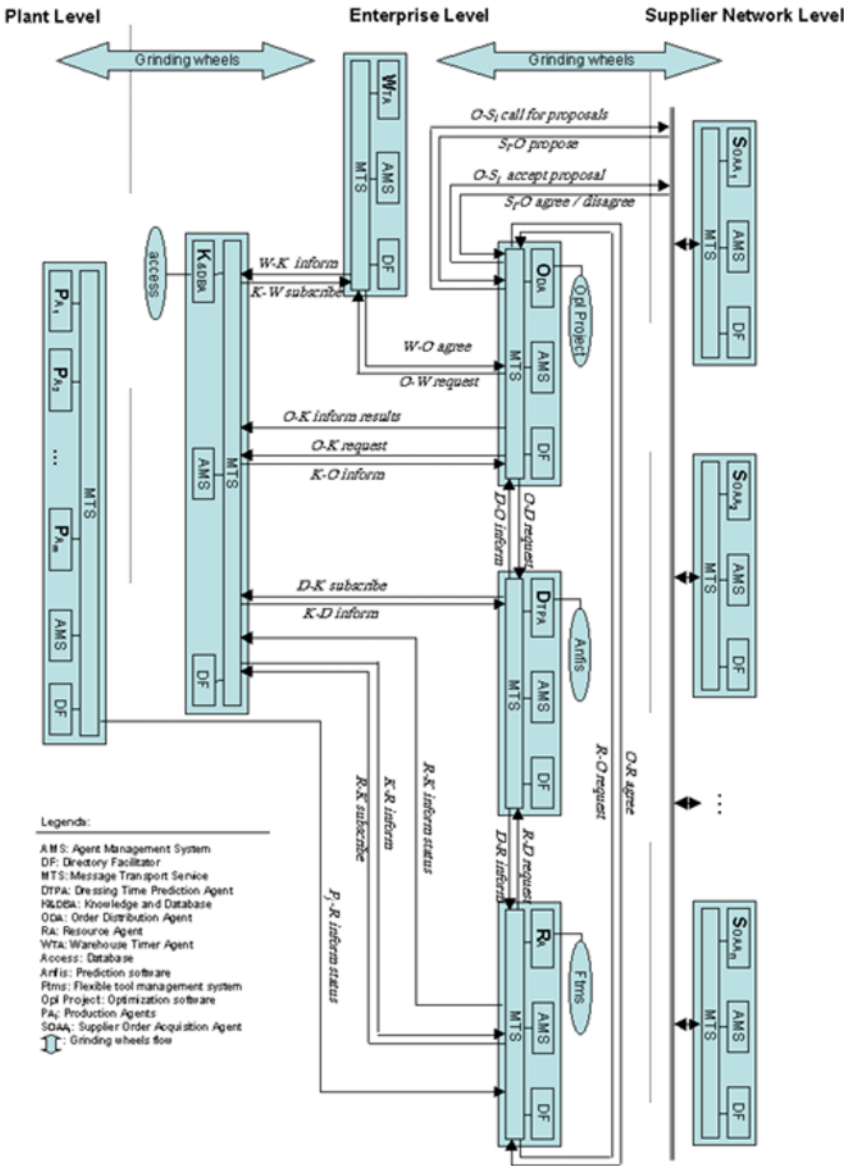 Plant Level
Enterprise Level
Supplier Network Level
Grinding wheels
Grinding wheels
WTA
AMS
DF
MTS
O-Si call for proposals
Si-O propose
O-Si accept proposal
Si-O agree / disagree
SOAA1
AMS
DF
MTS
access
K&DBA
AMS
DF
MTS
W-K inform
K-W subscribe
ODA
AMS
DF
MTS
Opl Project
W-O agree
O-W request
PA1
PA2
...
PAm
AMS
DF
MTS
O-K inform results
O-K request
K-O inform
O-D request
D-O inform
SOAA2
AMS
DF
MTS
D-K subscribe
K-D inform
DTPA
AMS
DF
MTS
Anfis
R-O request
O-R agree
R-K inform status
K-R inform
R-K subscribe
R-D request
D-R inform
...
Pj-R inform status
RA
AMS
DF
MTS
Ftms
SOAAn
AMS
DF
MTS
Legends:
AMS: Agent Management System
DF: Directory Facilitator
MTS: Message Transport Service
DTPA: Dressing Time Prediction Agent
K&DBA: Knowledge and Database
ODA: Order Distribution Agent
RA: Resource Agent
WTA: Warehouse Timer Agent
Access: Database
Anfis: Prediction software
Ftms: Flexible tool management system
Opl Project: Optimization software
PAj: Production Agents
SOAAi: Supplier Order Acquisition Agent
: Grinding wheels flow